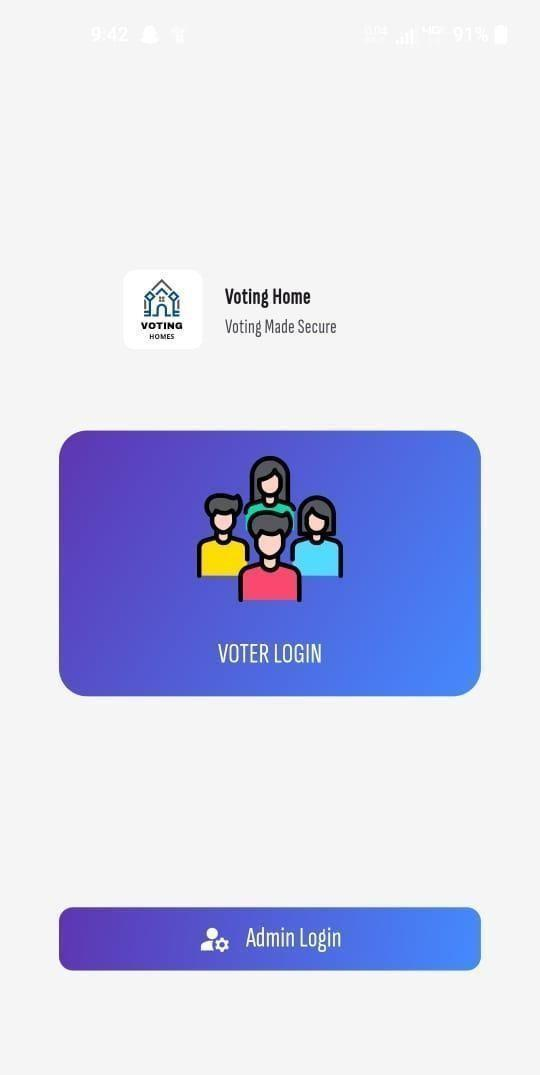 9:42
91%
VOTING
HOMES
Voting Home
Voting Made Secure
VOTER LOGIN
Admin Login